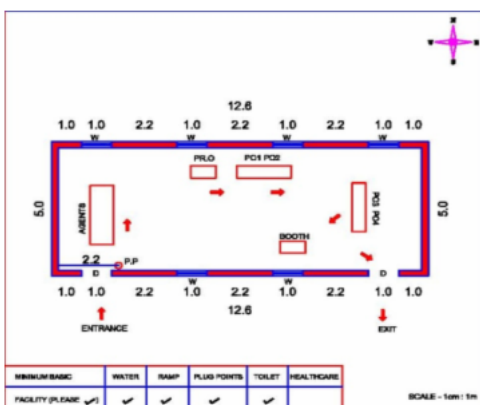 N
W E
S
12.6
1.0 1.0 2.2 1.0 2.2 1.0 2.2 1.0 1.0
W W W W
PRLO PO1 PO2
5.0 AGENTS PO3 PO4 5.0
BOOTH
2.2 P.P
D W W D
1.0 1.0 2.2 1.0 2.2 1.0 2.2 1.0 1.0
12.6
ENTRANCE EXIT
MINIMUM BASIC WATER RAMP PLUG POINTS TOILET HEALTHCARE
FACILITY (PLEASE ✓) ✓ ✓ ✓ ✓
SCALE - 1cm : 1m